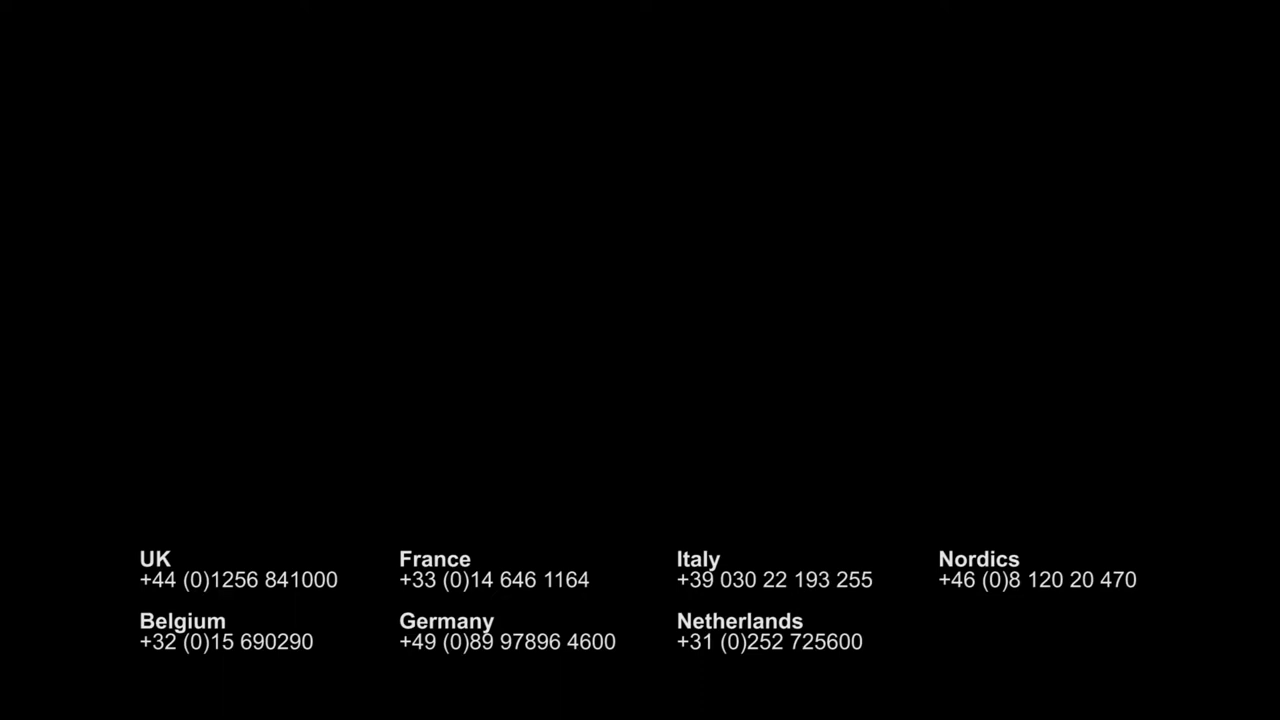 UK
+44 (0)1256 841000
France
+33 (0)14 646 1164
Italy
+39 030 22 193 255
Nordics
+46 (0)8 120 20 470
Belgium
+32 (0)15 690290
Germany
+49 (0)89 97896 4600
Netherlands
+31 (0)252 725600